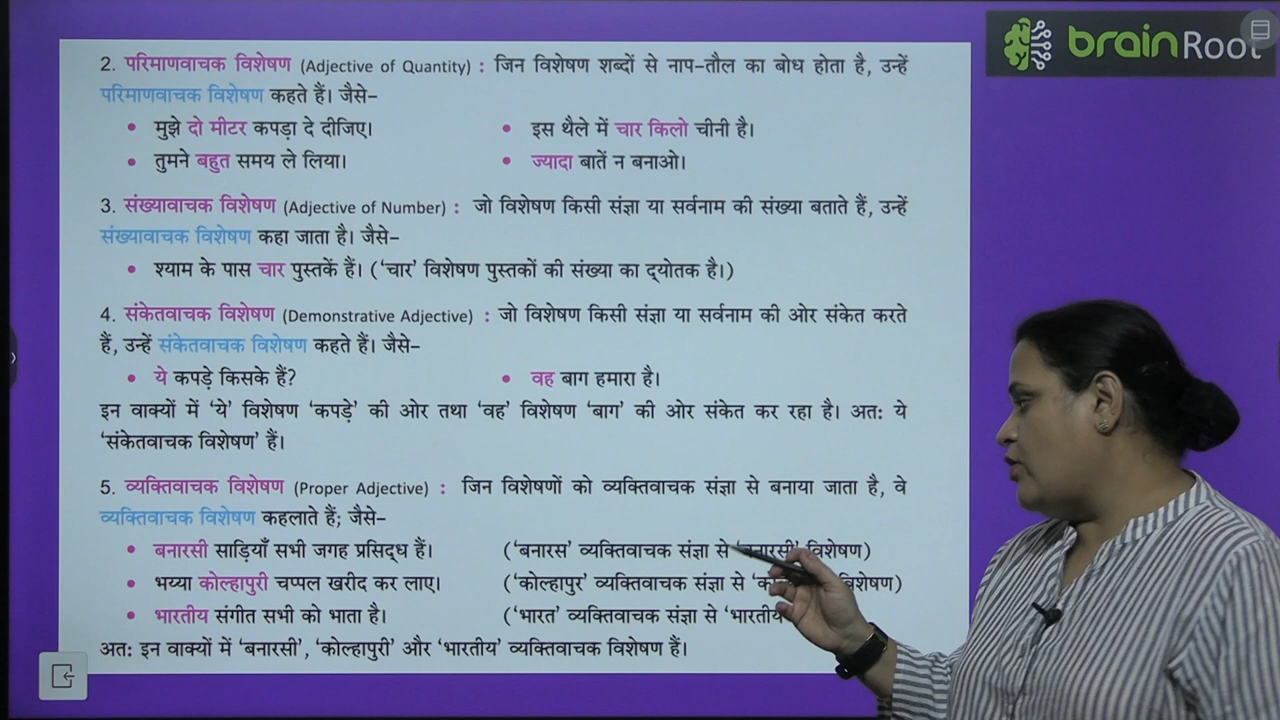 brainRoot
2. परिमाणवाचक विशेषण (Adjective of Quantity) : जिन विशेषण शब्दों से नाप-तौल का बोध होता है, उन्हें
परिमाणवाचक विशेषण कहते हैं। जैसे-
• मुझे दो मीटर कपड़ा दे दीजिए। • इस थैले में चार किलो चीनी है।
• तुमने बहुत समय ले लिया। • ज्यादा बातें न बनाओ।
3. संख्यावाचक विशेषण (Adjective of Number) : जो विशेषण किसी संज्ञा या सर्वनाम की संख्या बताते हैं, उन्हें
संख्यावाचक विशेषण कहा जाता है। जैसे-
• श्याम के पास चार पुस्तकें हैं। ('चार' विशेषण पुस्तकों की संख्या का द्योतक है।)
4. संकेतवाचक विशेषण (Demonstrative Adjective) : जो विशेषण किसी संज्ञा या सर्वनाम की ओर संकेत करते
हैं, उन्हें संकेतवाचक विशेषण कहते हैं। जैसे-
• ये कपड़े किसके हैं? • वह बाग हमारा है।
इन वाक्यों में 'ये' विशेषण 'कपड़े' की ओर तथा 'वह' विशेषण 'बाग' की ओर संकेत कर रहा है। अतः ये
'संकेतवाचक विशेषण' हैं।
5. व्यक्तिवाचक विशेषण (Proper Adjective) : जिन विशेषणों को व्यक्तिवाचक संज्ञा से बनाया जाता है, वे
व्यक्तिवाचक विशेषण कहलाते हैं; जैसे-
• बनारसी साड़ियाँ सभी जगह प्रसिद्ध हैं। ('बनारस' व्यक्तिवाचक संज्ञा से 'बनारसी' विशेषण)
• भय्या कोल्हापुरी चप्पल खरीद कर लाए। ('कोल्हापुर' व्यक्तिवाचक संज्ञा से विशेषण)
• भारतीय संगीत सभी को भाता है। ('भारत' व्यक्तिवाचक संज्ञा से 'भारतीय
अतः इन वाक्यों में 'बनारसी', 'कोल्हापुरी' और 'भारतीय' व्यक्तिवाचक विशेषण हैं।